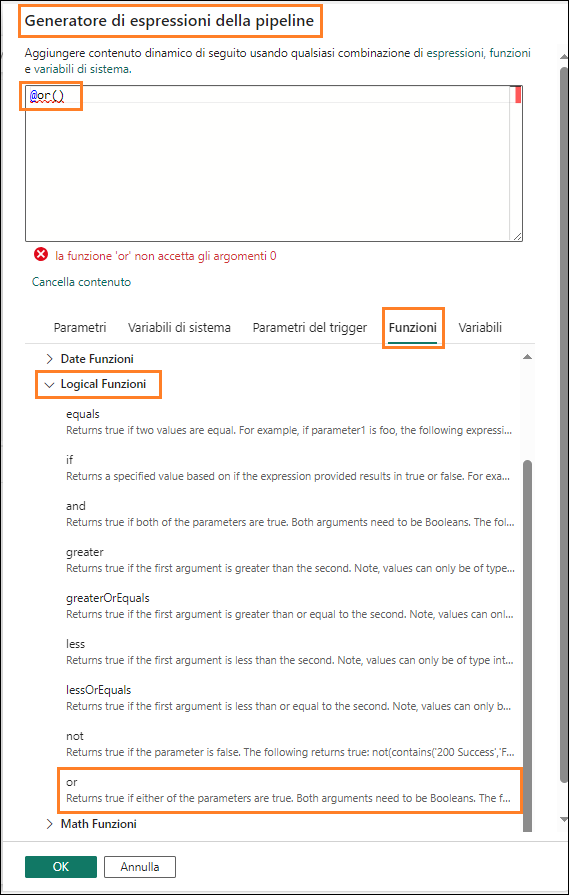 Generatore di espressioni della pipeline
Aggiungere contenuto dinamico di seguito usando qualsiasi combinazione di espressioni, funzioni
e variabili di sistema.
@or()
la funzione 'or' non accetta gli argomenti 0
Cancella contenuto
Parametri Variabili di sistema Parametri del trigger Funzioni Variabili
Date Funzioni
Logical Funzioni
equals
Returns true if two values are equal. For example, if parameter1 is foo, the following expressi...
if
Returns a specified value based on if the expression provided results in true or false. For exa...
and
Returns true if both of the parameters are true. Both arguments need to be Booleans. The fol...
greater
Returns true if the first argument is greater than the second. Note, values can only be of type...
greaterOrEquals
Returns true if the first argument is greater than or equal to the second. Note, values can onl...
less
Returns true if the first argument is less than the second. Note, values can only be of type int...
lessOrEquals
Returns true if the first argument is less than or equal to the second. Note, values can only b...
not
Returns true if the parameter is false. The following returns true: not(contains('200 Success','F...
or
Returns true if either of the parameters are true. Both arguments need to be Booleans. The f...
Math Funzioni
OK Annulla